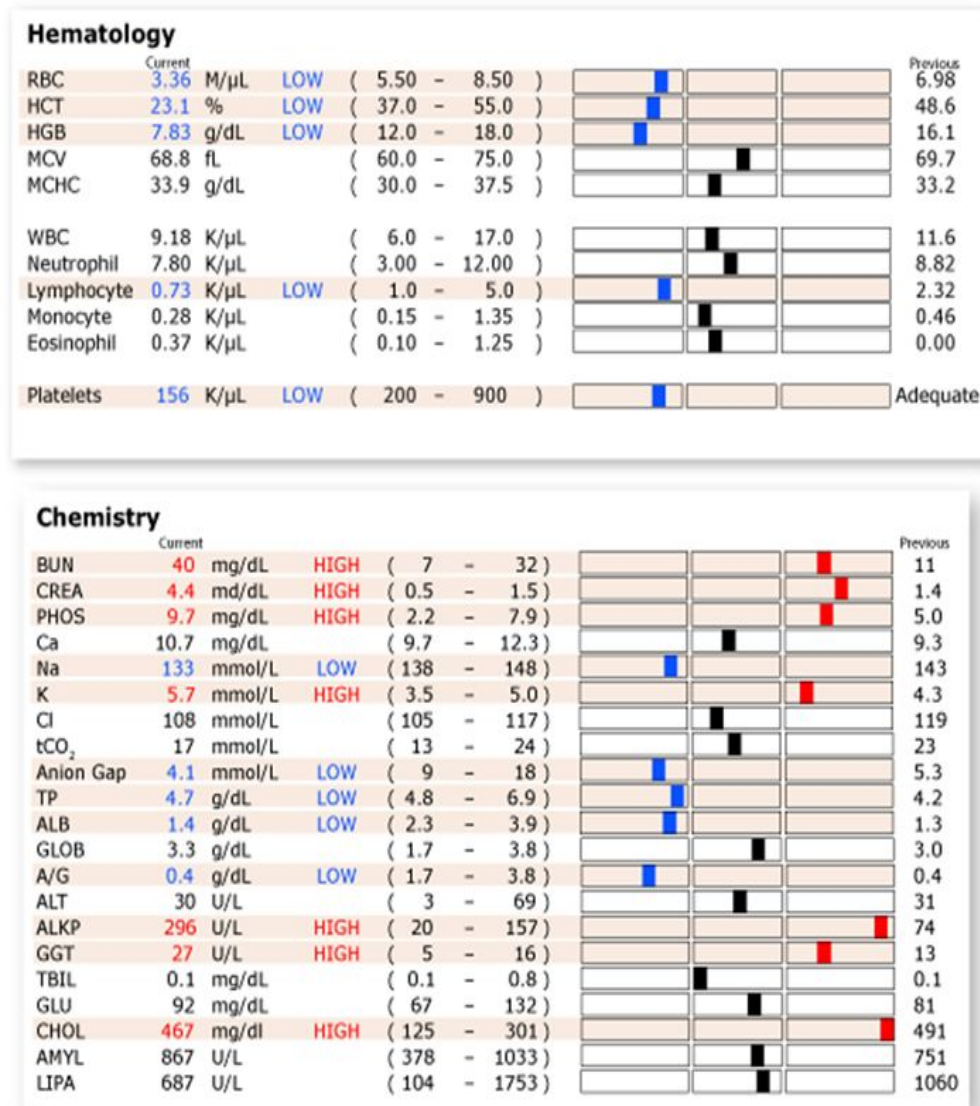 Hematology
Current Previous
RBC 3.36 M/µL LOW ( 5.50 - 8.50 ) 6.98
HCT 23.1 % LOW ( 37.0 - 55.0 ) 48.6
HGB 7.83 g/dL LOW ( 12.0 - 18.0 ) 16.1
MCV 68.8 fL ( 60.0 - 75.0 ) 69.7
MCHC 33.9 g/dL ( 30.0 - 37.5 ) 33.2
WBC 9.18 K/µL ( 6.0 - 17.0 ) 11.6
Neutrophil 7.80 K/µL ( 3.00 - 12.00 ) 8.82
Lymphocyte 0.73 K/µL LOW ( 1.0 - 5.0 ) 2.32
Monocyte 0.28 K/µL ( 0.15 - 1.35 ) 0.46
Eosinophil 0.37 K/µL ( 0.10 - 1.25 ) 0.00
Platelets 156 K/µL LOW ( 200 - 900 ) Adequate
Chemistry
Current Previous
BUN 40 mg/dL HIGH ( 7 - 32 ) 11
CREA 4.4 md/dL HIGH ( 0.5 - 1.5 ) 1.4
PHOS 9.7 mg/dL HIGH ( 2.2 - 7.9 ) 5.0
Ca 10.7 mg/dL ( 9.7 - 12.3 ) 9.3
Na 133 mmol/L LOW ( 138 - 148 ) 143
K 5.7 mmol/L HIGH ( 3.5 - 5.0 ) 4.3
Cl 108 mmol/L ( 105 - 117 ) 119
tCO₂ 17 mmol/L ( 13 - 24 ) 23
Anion Gap 4.1 mmol/L LOW ( 9 - 18 ) 5.3
TP 4.7 g/dL LOW ( 4.8 - 6.9 ) 4.2
ALB 1.4 g/dL LOW ( 2.3 - 3.9 ) 1.3
GLOB 3.3 g/dL ( 1.7 - 3.8 ) 3.0
A/G 0.4 g/dL LOW ( 1.7 - 3.8 ) 0.4
ALT 30 U/L ( 3 - 69 ) 31
ALKP 296 U/L HIGH ( 20 - 157 ) 74
GGT 27 U/L HIGH ( 5 - 16 ) 13
TBIL 0.1 mg/dL ( 0.1 - 0.8 ) 0.1
GLU 92 mg/dL ( 67 - 132 ) 81
CHOL 467 mg/dl HIGH ( 125 - 301 ) 491
AMYL 867 U/L ( 378 - 1033 ) 751
LIPA 687 U/L ( 104 - 1753 ) 1060